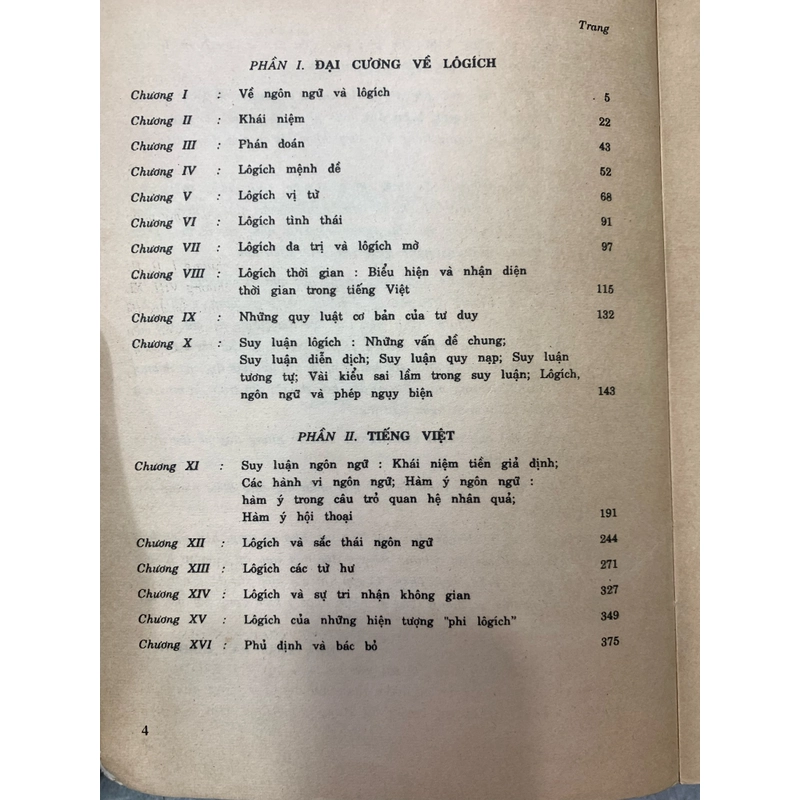 Trang
PHẦN I. ĐẠI CƯƠNG VỀ LÔGÍCH
Chương I : Về ngôn ngữ và lôgích 5
Chương II : Khái niệm 22
Chương III : Phán đoán 43
Chương IV : Lôgích mệnh đề 52
Chương V : Lôgích vị từ 68
Chương VI : Lôgích tình thái 91
Chương VII : Lôgích đa trị và lôgích mờ 97
Chương VIII : Lôgích thời gian : Biểu hiện và nhận diện
thời gian trong tiếng Việt 115
Chương IX : Những quy luật cơ bản của tư duy 132
Chương X : Suy luận lôgích : Những vấn đề chung;
Suy luận diễn dịch; Suy luận quy nạp; Suy luận
tương tự; Vài kiểu sai lầm trong suy luận; Lôgích,
ngôn ngữ và phép ngụy biện 143
PHẦN II. TIẾNG VIỆT
Chương XI : Suy luận ngôn ngữ : Khái niệm tiền giả định;
Các hành vi ngôn ngữ; Hàm ý ngôn ngữ :
hàm ý trong câu trỏ quan hệ nhân quả;
Hàm ý hội thoại 191
Chương XII : Lôgích và sắc thái ngôn ngữ 244
Chương XIII : Lôgích các từ hư 271
Chương XIV : Lôgích và sự tri nhận không gian 327
Chương XV : Lôgích của những hiện tượng "phi lôgích" 349
Chương XVI : Phủ định và bác bỏ 375
4